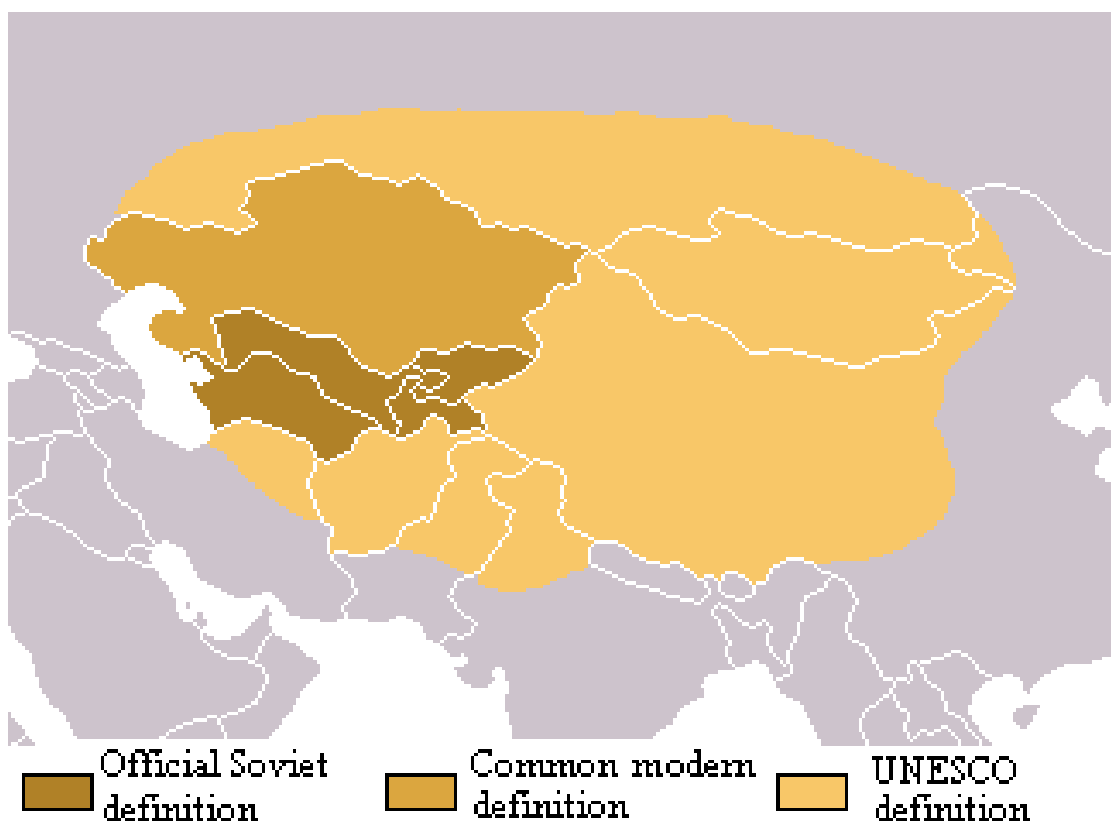 Official Soviet
definition
Common modern
definition
UNESCO
definition